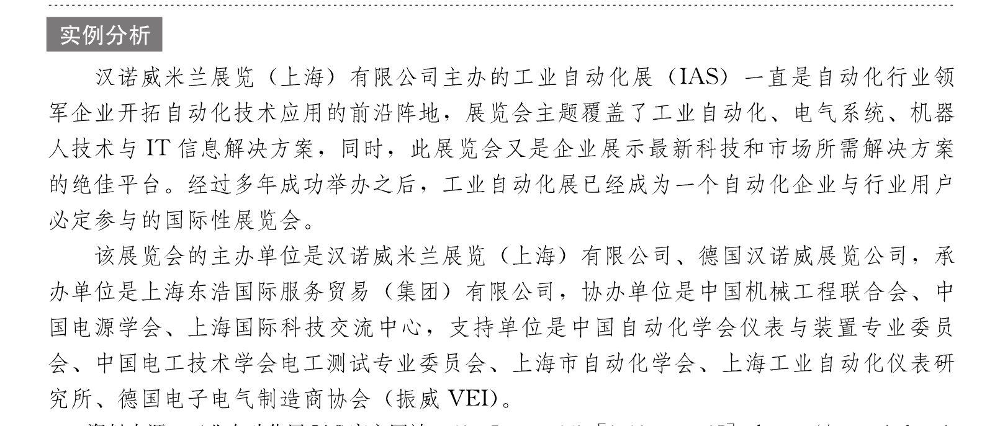 实例分析
汉诺威米兰展览（上海）有限公司主办的工业自动化展（IAS）一直是自动化行业领
军企业开拓自动化技术应用的前沿阵地，展览会主题覆盖了工业自动化、电气系统、机器
人技术与 IT 信息解决方案，同时，此展览会又是企业展示最新科技和市场所需解决方案
的绝佳平台。经过多年成功举办之后，工业自动化展已经成为一个自动化企业与行业用户
必定参与的国际性展览会。
该展览会的主办单位是汉诺威米兰展览（上海）有限公司、德国汉诺威展览公司，承
办单位是上海东浩国际服务贸易（集团）有限公司，协办单位是中国机械工程联合会、中
国电源学会、上海国际科技交流中心，支持单位是中国自动化学会仪表与装置专业委员
会、中国电工技术学会电工测试专业委员会、上海市自动化学会、上海工业自动化仪表研
究所、德国电子电气制造商协会（振威 VEI）。